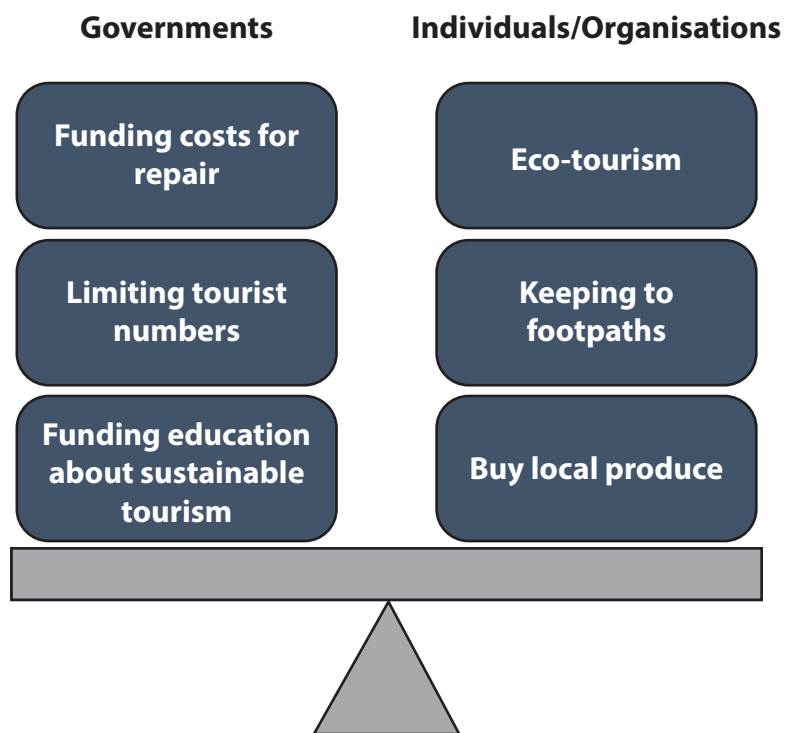 Governments
Individuals/Organisations
Funding costs for
repair
Eco-tourism
Limiting tourist
numbers
Keeping to
footpaths
Funding education
about sustainable
tourism
Buy local produce